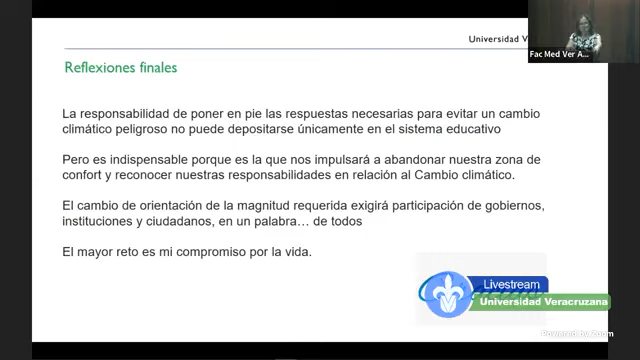 Universidad V
Fac Med Ver A...
Reflexiones finales
La responsabilidad de poner en pie las respuestas necesarias para evitar un cambio
climático peligroso no puede depositarse únicamente en el sistema educativo
Pero es indispensable porque es la que nos impulsará a abandonar nuestra zona de
confort y reconocer nuestras responsabilidades en relación al Cambio climático.
El cambio de orientación de la magnitud requerida exigirá participación de gobiernos,
instituciones y ciudadanos, en un palabra… de todos
El mayor reto es mi compromiso por la vida.
Livestream
Universidad Veracruzana
Powered by Zoom